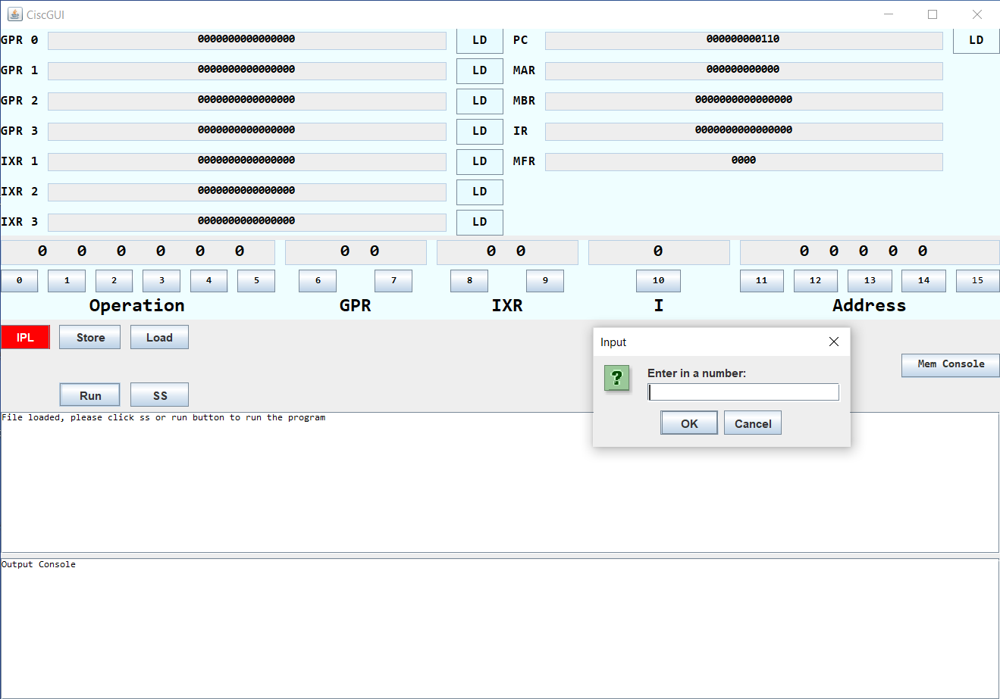 CiscGUI
GPR 0 0000000000000000 LD PC 000000000110 LD
GPR 1 0000000000000000 LD MAR 000000000000
GPR 2 0000000000000000 LD MBR 0000000000000000
GPR 3 0000000000000000 LD IR 0000000000000000
IXR 1 0000000000000000 LD MFR 0000
IXR 2 0000000000000000 LD
IXR 3 0000000000000000 LD
0 0 0 0 0 0 0 0 0 0 0 0 0 0 0 0
0 1 2 3 4 5 6 7 8 9 10 11 12 13 14 15
Operation GPR IXR I Address
IPL Store Load
Input
Mem Console
? Enter in a number:
Run SS
OK Cancel
File loaded, please click ss or run button to run the program
Output Console